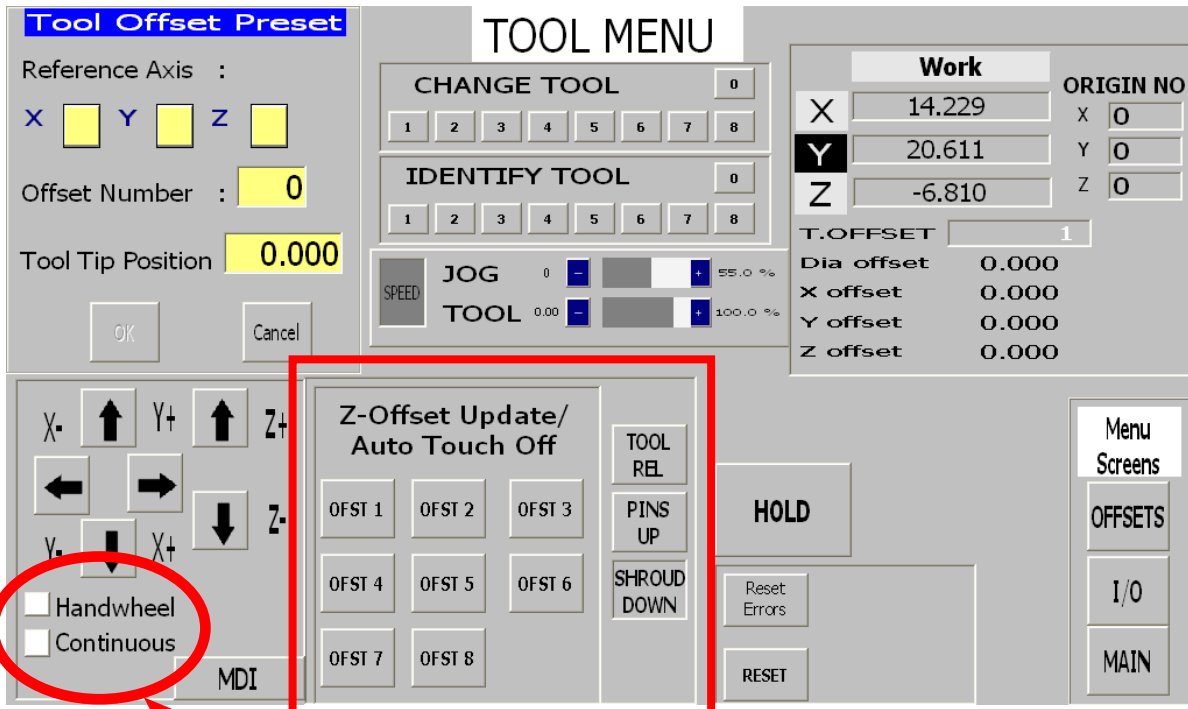 Tool Offset Preset
Reference Axis :
X Y Z
Offset Number : 0
Tool Tip Position 0.000
OK Cancel
TOOL MENU
CHANGE TOOL 0
1 2 3 4 5 6 7 8
IDENTIFY TOOL 0
1 2 3 4 5 6 7 8
SPEED
JOG 0 - + 55.0 %
TOOL 0.00 - + 100.0 %
Work
ORIGIN NO
X 14.229 X 0
Y 20.611 Y 0
Z -6.810 Z 0
T.OFFSET 1
Dia offset 0.000
X offset 0.000
Y offset 0.000
Z offset 0.000
X- Y+ Z+
Y- X+ Z-
Handwheel
Continuous
MDI
Z-Offset Update/
Auto Touch Off
OFST 1 OFST 2 OFST 3
OFST 4 OFST 5 OFST 6
OFST 7 OFST 8
TOOL
REL
PINS
UP
SHROUD
DOWN
HOLD
Reset
Errors
RESET
Menu
Screens
OFFSETS
I/O
MAIN